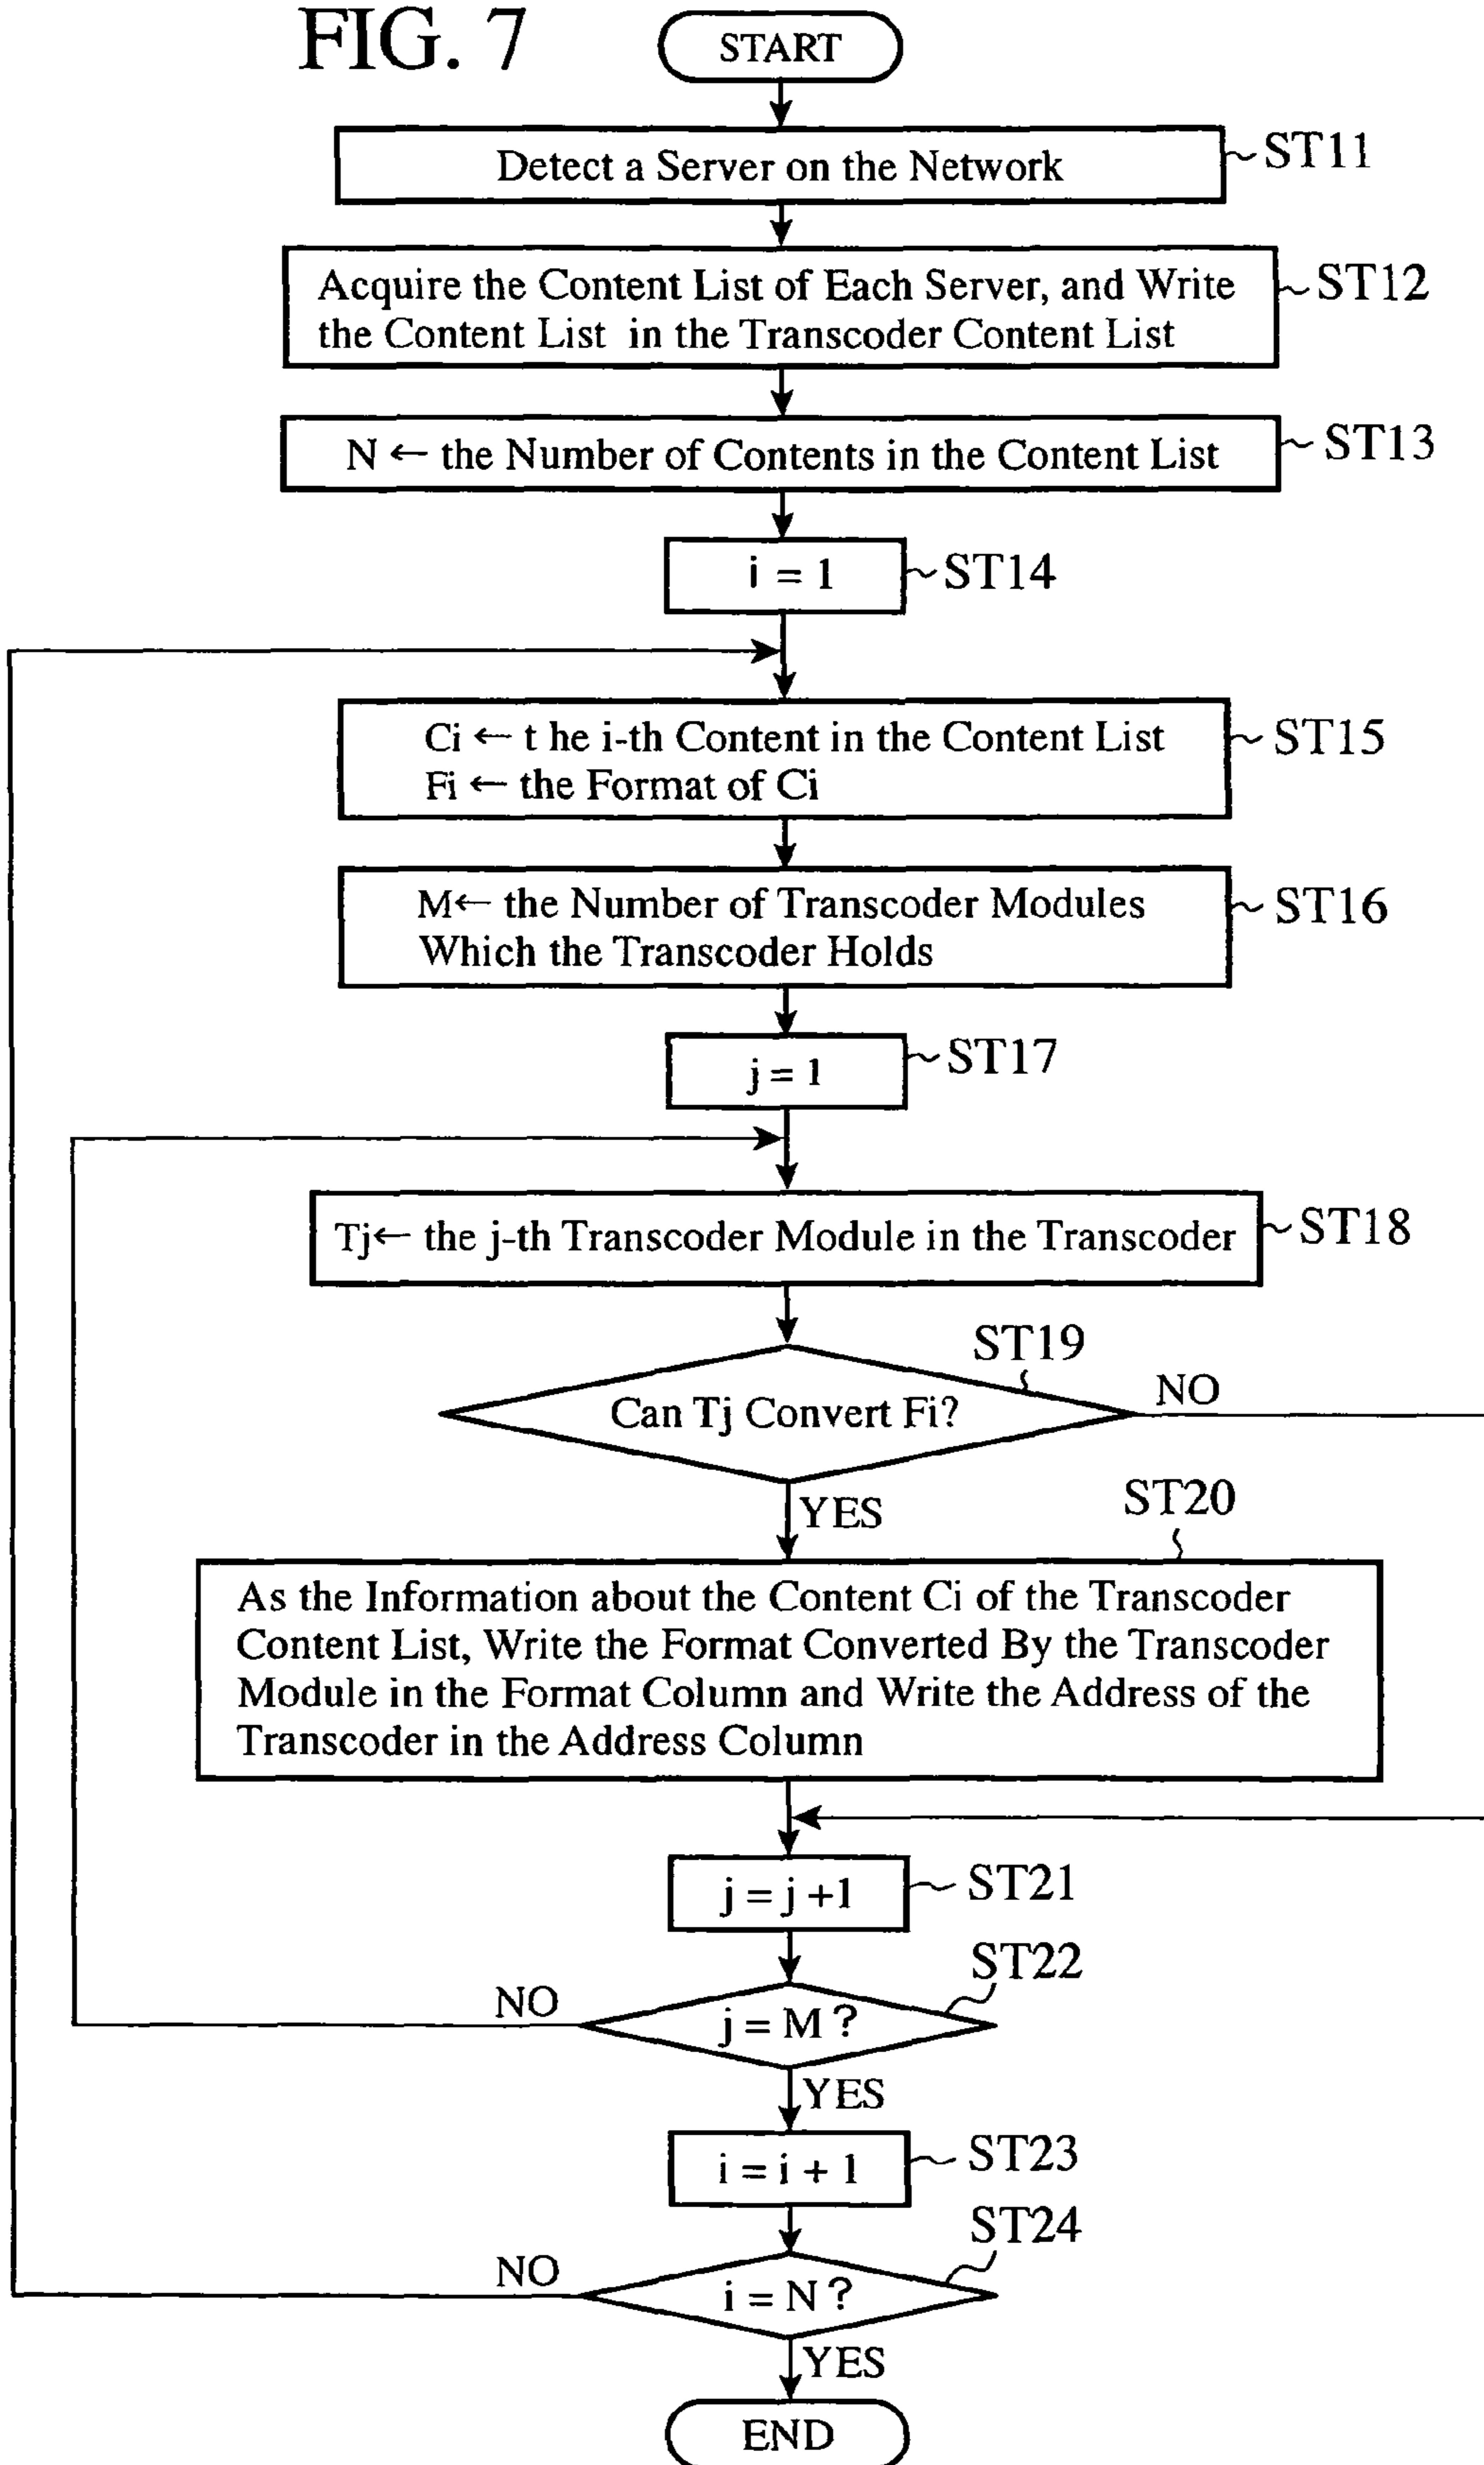 FIG. 7
START
Detect a Server on the Network
ST11
Acquire the Content List of Each Server, and Write
the Content List in the Transcoder Content List
ST12
N ← the Number of Contents in the Content List
ST13
i = 1
ST14
Ci ← t he i-th Content in the Content List
Fi ← the Format of Ci
ST15
M← the Number of Transcoder Modules
Which the Transcoder Holds
ST16
j = 1
ST17
Tj← the j-th Transcoder Module in the Transcoder
ST18
ST19
Can Tj Convert Fi?
NO
YES
ST20
As the Information about the Content Ci of the Transcoder
Content List, Write the Format Converted By the Transcoder
Module in the Format Column and Write the Address of the
Transcoder in the Address Column
j = j +1
ST21
ST22
NO
j = M ?
YES
i = i + 1
ST23
ST24
NO
i = N ?
YES
END